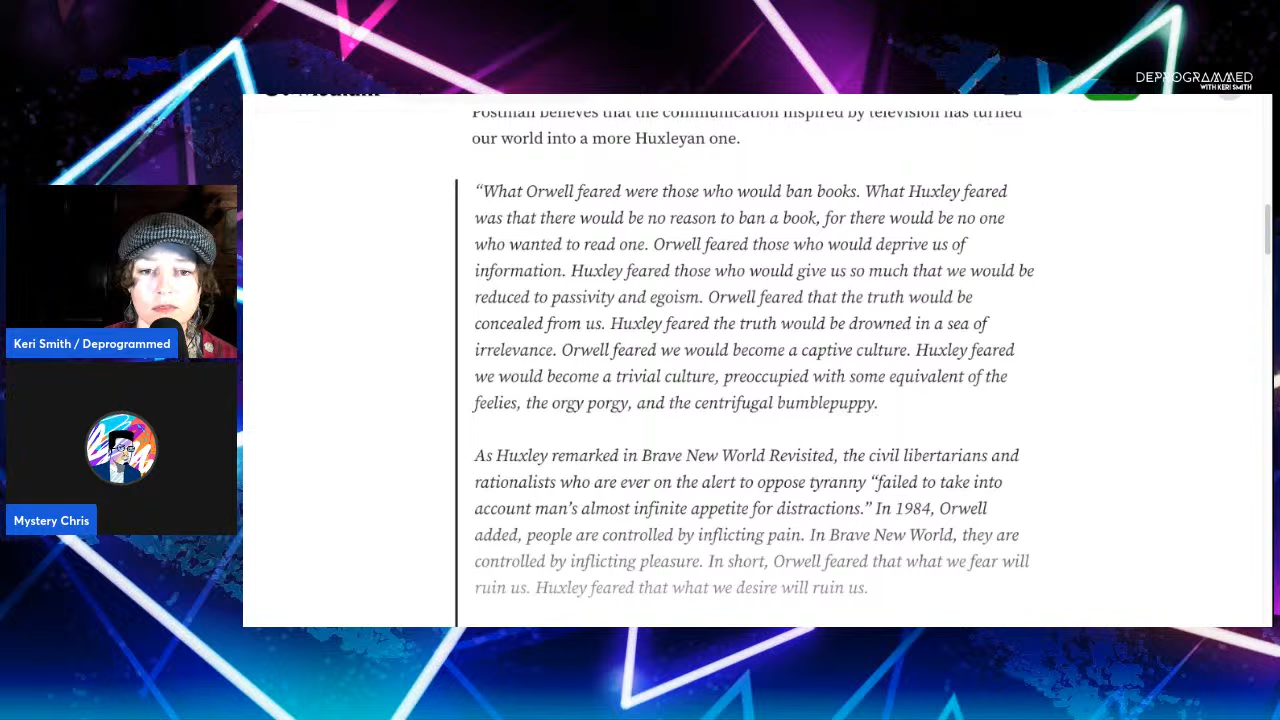 DEPROGRAMMED
WITH KERI SMITH
Postman believes that the communication inspired by television has turned
our world into a more Huxleyan one.
“What Orwell feared were those who would ban books. What Huxley feared
was that there would be no reason to ban a book, for there would be no one
who wanted to read one. Orwell feared those who would deprive us of
information. Huxley feared those who would give us so much that we would be
reduced to passivity and egoism. Orwell feared that the truth would be
concealed from us. Huxley feared the truth would be drowned in a sea of
irrelevance. Orwell feared we would become a captive culture. Huxley feared
we would become a trivial culture, preoccupied with some equivalent of the
feelies, the orgy porgy, and the centrifugal bumblepuppy.
As Huxley remarked in Brave New World Revisited, the civil libertarians and
rationalists who are ever on the alert to oppose tyranny “failed to take into
account man’s almost infinite appetite for distractions.” In 1984, Orwell
added, people are controlled by inflicting pain. In Brave New World, they are
controlled by inflicting pleasure. In short, Orwell feared that what we fear will
ruin us. Huxley feared that what we desire will ruin us.
Keri Smith / Deprogrammed
Mystery Chris